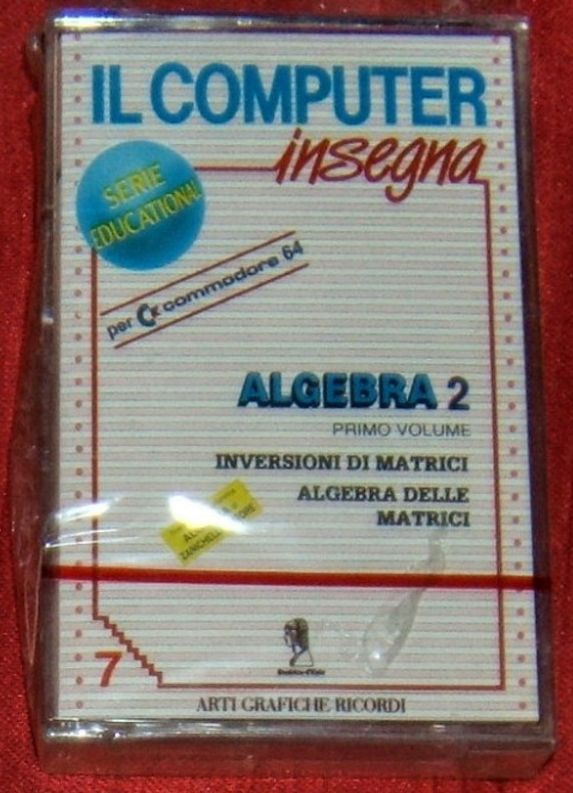 IL COMPUTER
insegna
SERIE
EDUCATIONAL
per C commodore 64
ALGEBRA 2
PRIMO VOLUME
INVERSIONI DI MATRICI
ALGEBRA DELLE
MATRICI
7
ARTI GRAFICHE RICORDI